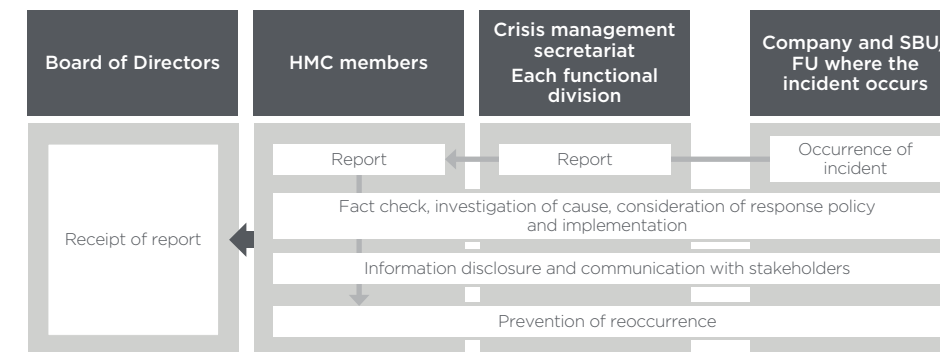 Board of Directors
HMC members
Crisis management
secretariat
Each functional
division
Company and SBU/
FU where the
incident occurs
Report
Report
Occurrence of
incident
Fact check, investigation of cause, consideration of response policy
and implementation
Receipt of report
Information disclosure and communication with stakeholders
Prevention of reoccurrence